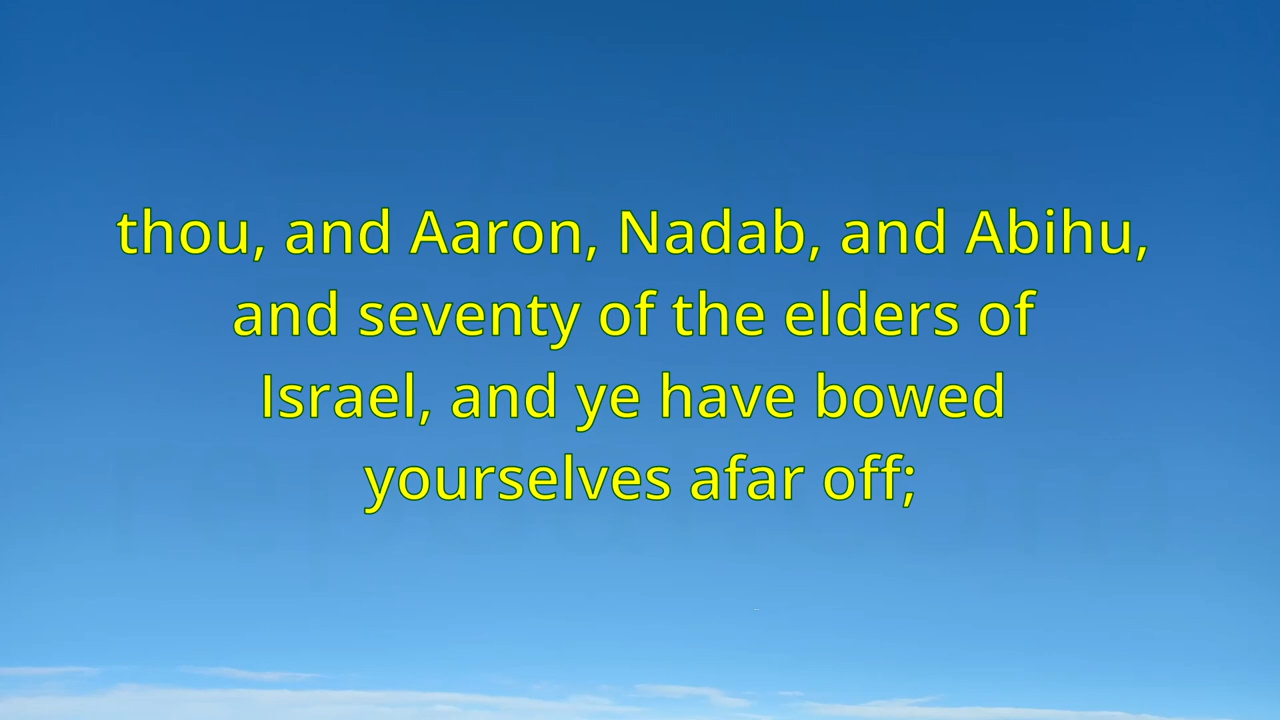 thou, and Aaron, Nadab, and Abihu,
and seventy of the elders of
Israel, and ye have bowed
yourselves afar off;